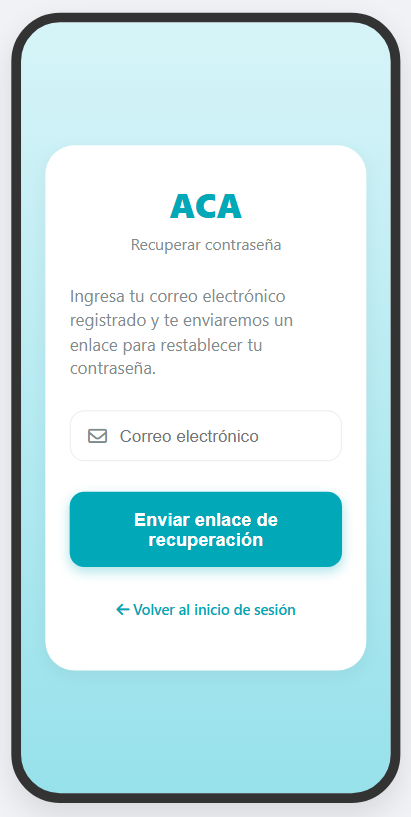 ACA
Recuperar contraseña
Ingresa tu correo electrónico
registrado y te enviaremos un
enlace para restablecer tu
contraseña.
Correo electrónico
Enviar enlace de
recuperación
Volver al inicio de sesión